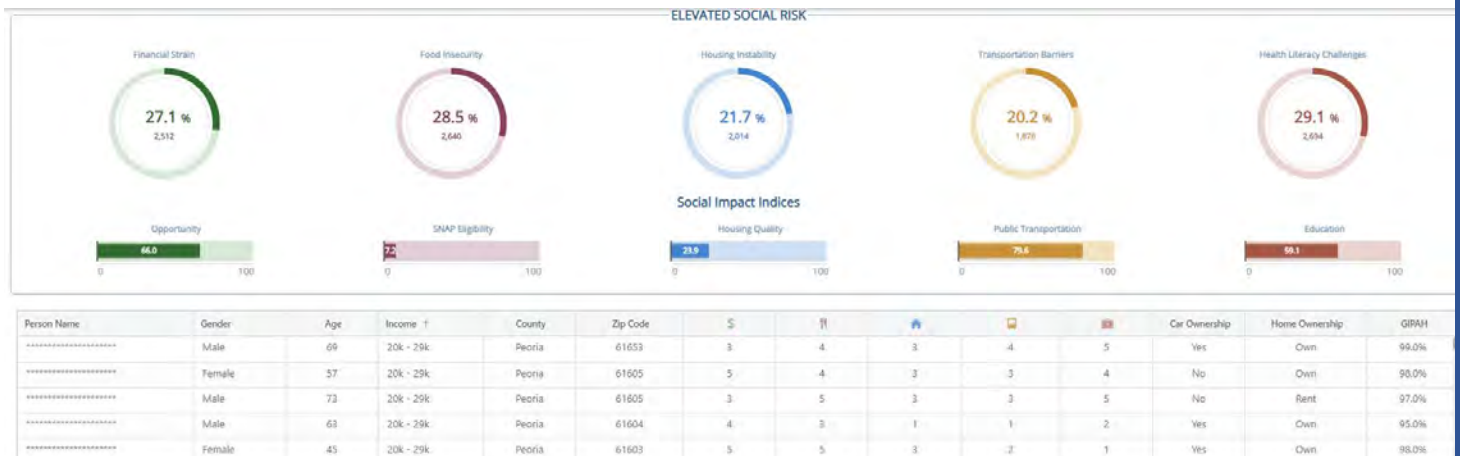 ELEVATED SOCIAL RISK
Financial Strain Food Insecurity Housing Instability Transportation Barriers Health Literacy Challenges
27.1 % 28.5 % 21.7 % 20.2 % 29.1 %
2,512 2,640 2,014 1,878 2,694
Social Impact Indices
Opportunity SNAP Eligibility Housing Quality Public Transportation Education
66.0 7.2 23.9 79.6 59.1
0 100 0 100 0 100 0 100 0 100
Person Name Gender Age Income ↑ County Zip Code $ Car Ownership Home Ownership GIPAH
********************* Male 69 20k - 29k Peoria 61653 3 4 3 4 5 Yes Own 99.0%
********************* Female 57 20k - 29k Peoria 61605 5 4 3 3 4 No Own 98.0%
********************* Male 73 20k - 29k Peoria 61605 3 5 3 3 5 No Rent 97.0%
********************* Male 63 20k - 29k Peoria 61604 4 3 1 1 2 Yes Own 95.0%
********************* Female 45 20k - 29k Peoria 61603 5 5 3 2 1 Yes Own 98.0%